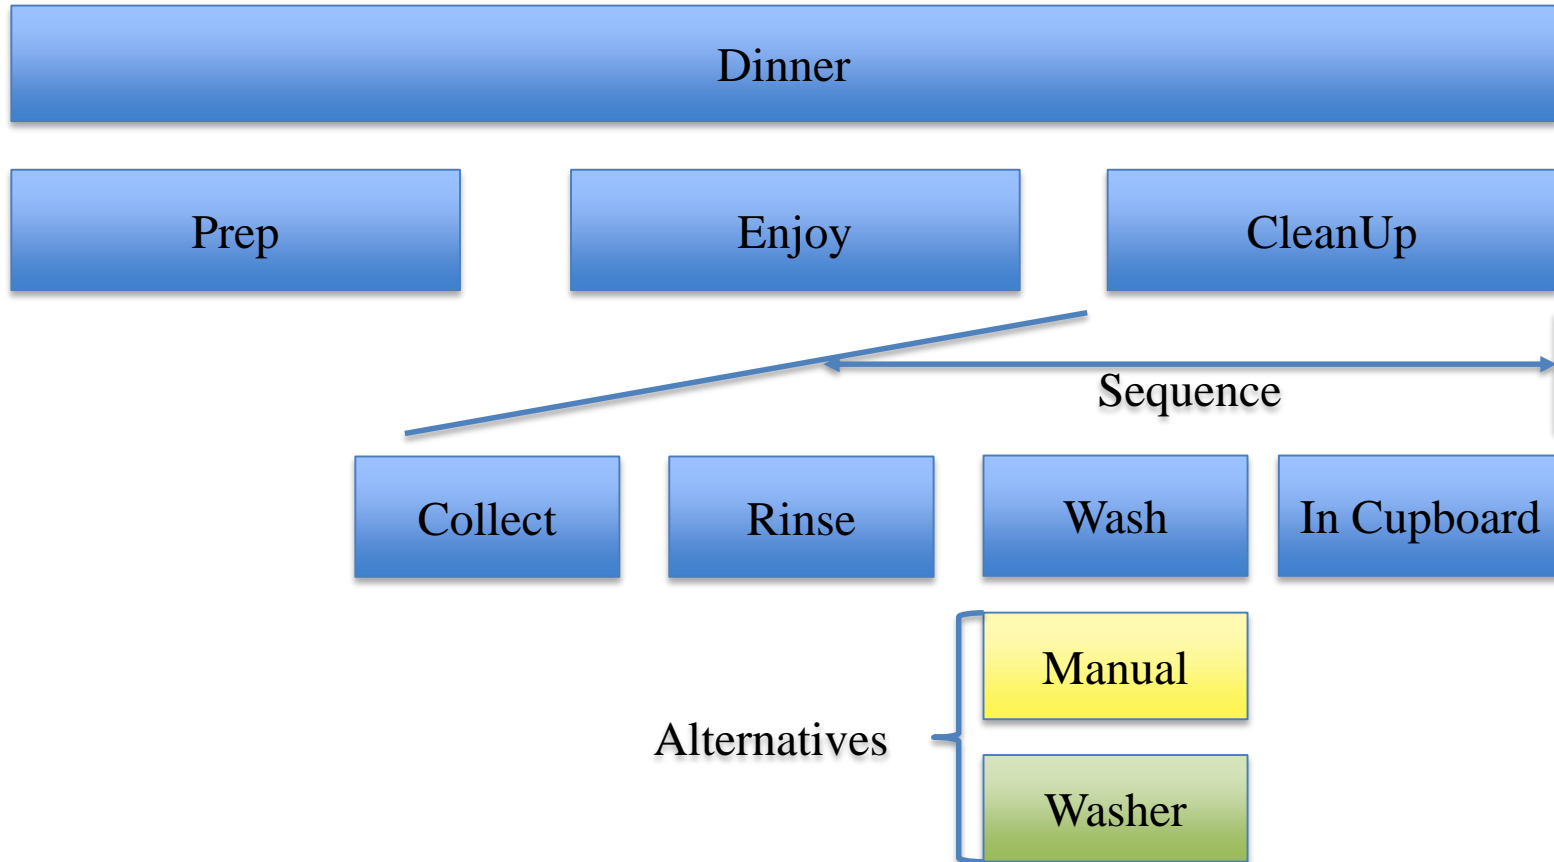 Dinner
Prep
Enjoy
CleanUp
Sequence
Collect
Rinse
Wash
In Cupboard
Manual
Alternatives
Washer